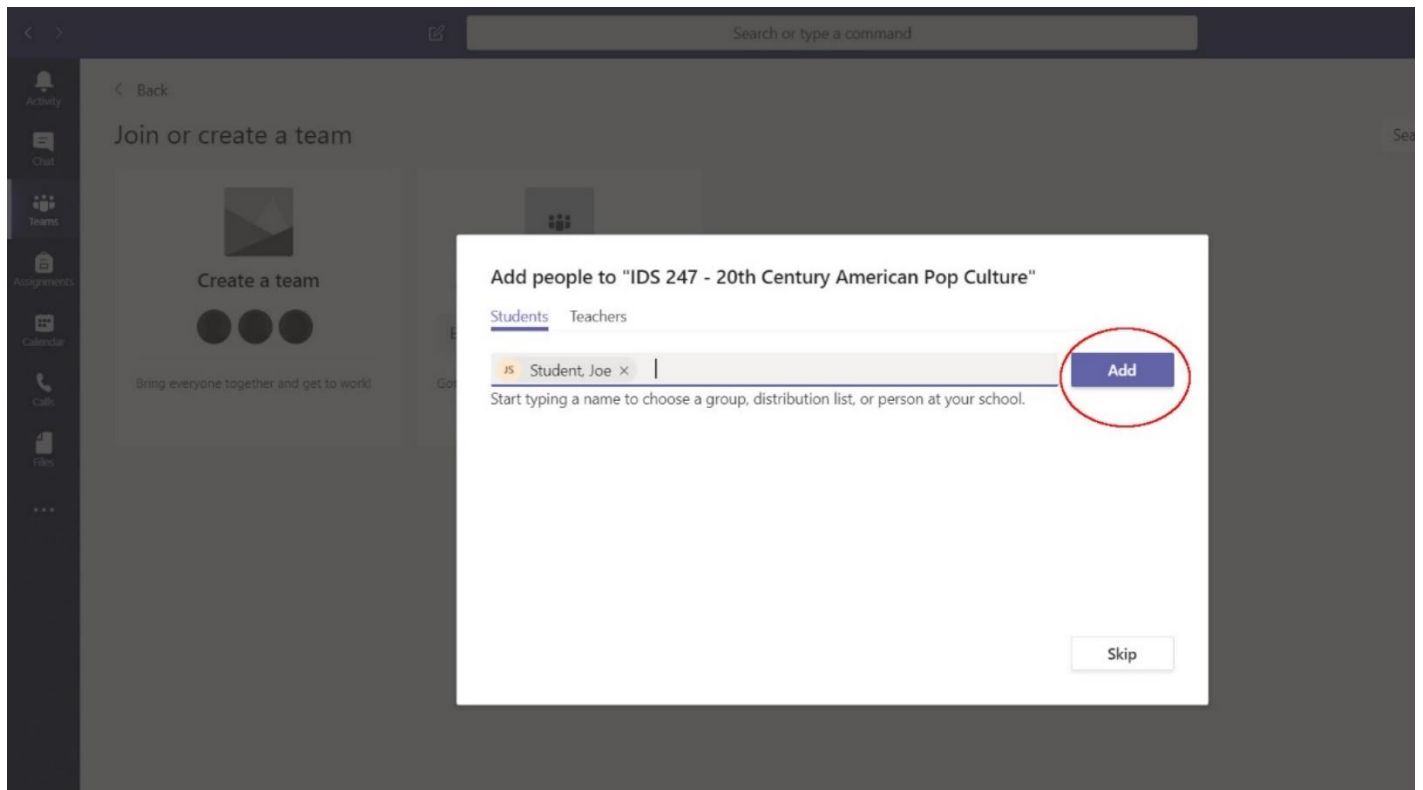 Search or type a command
Activity
Chat
Teams
Assignments
Calendar
Calls
Files
Back
Join or create a team
Sea
Create a team
Bring everyone together and get to work!
E
Got
Add people to "IDS 247 - 20th Century American Pop Culture"
Students Teachers
JS Student, Joe ×
Add
Start typing a name to choose a group, distribution list, or person at your school.
Skip